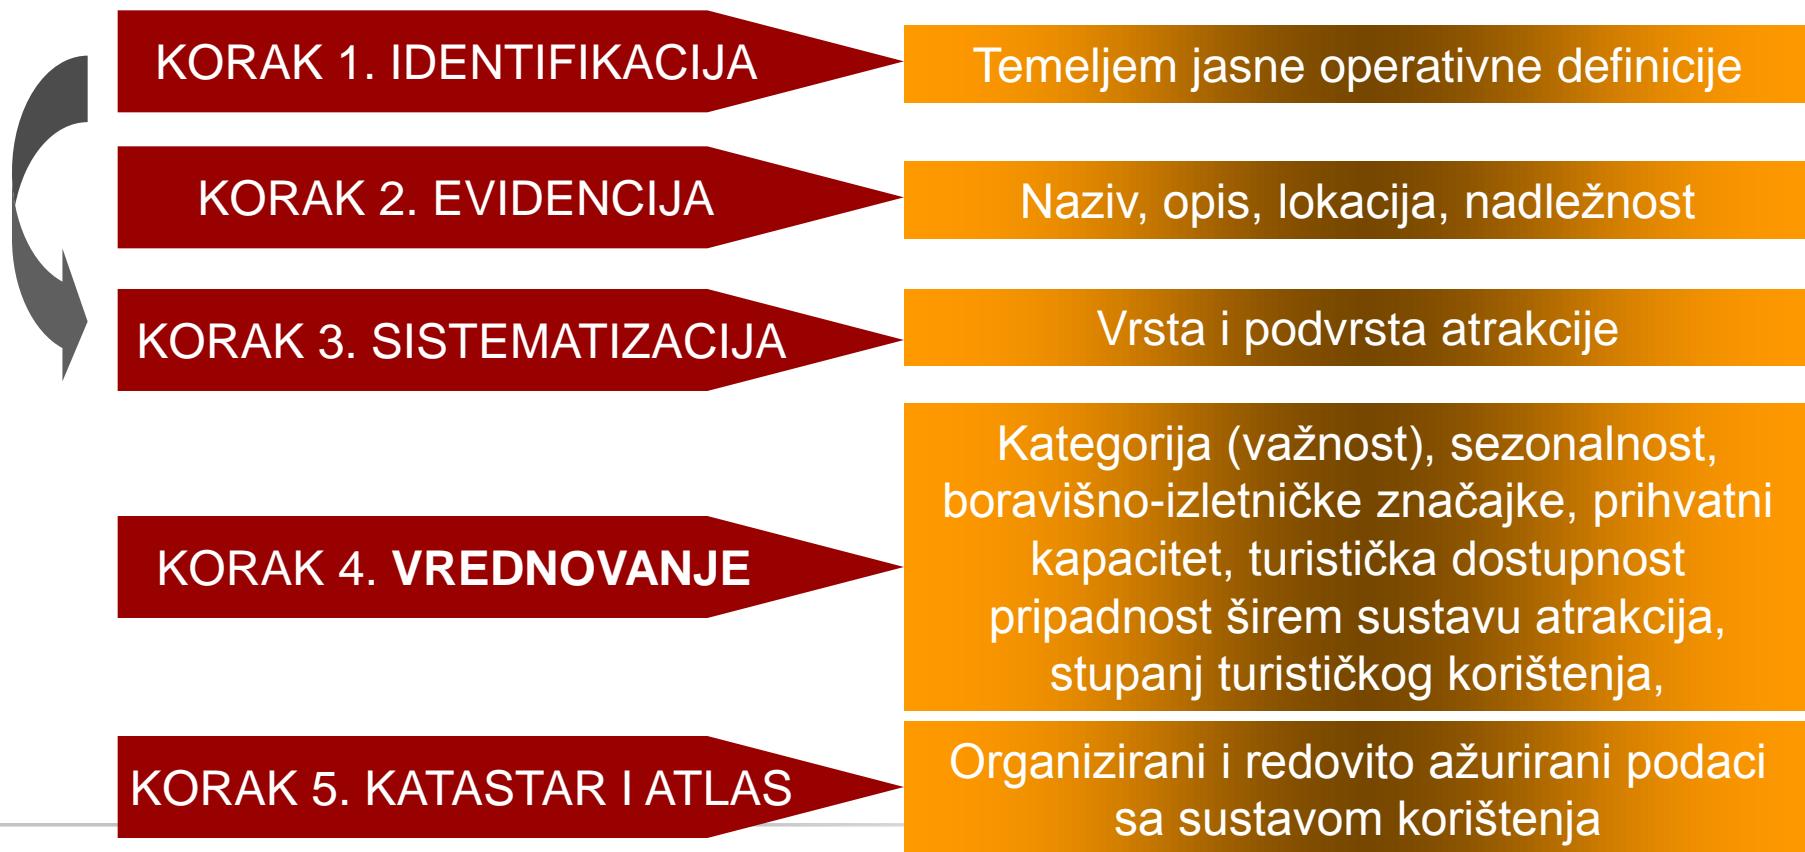 KORAK 1. IDENTIFIKACIJA
Temeljem jasne operativne definicije
KORAK 2. EVIDENCIJA
Naziv, opis, lokacija, nadležnost
KORAK 3. SISTEMATIZACIJA
Vrsta i podvrsta atrakcije
KORAK 4. VREDNOVANJE
Kategorija (važnost), sezonalnost,
boravišno-izletničke značajke, prihvatni
kapacitet, turistička dostupnost
pripadnost širem sustavu atrakcija,
stupanj turističkog korištenja,
KORAK 5. KATASTAR I ATLAS
Organizirani i redovito ažurirani podaci
sa sustavom korištenja